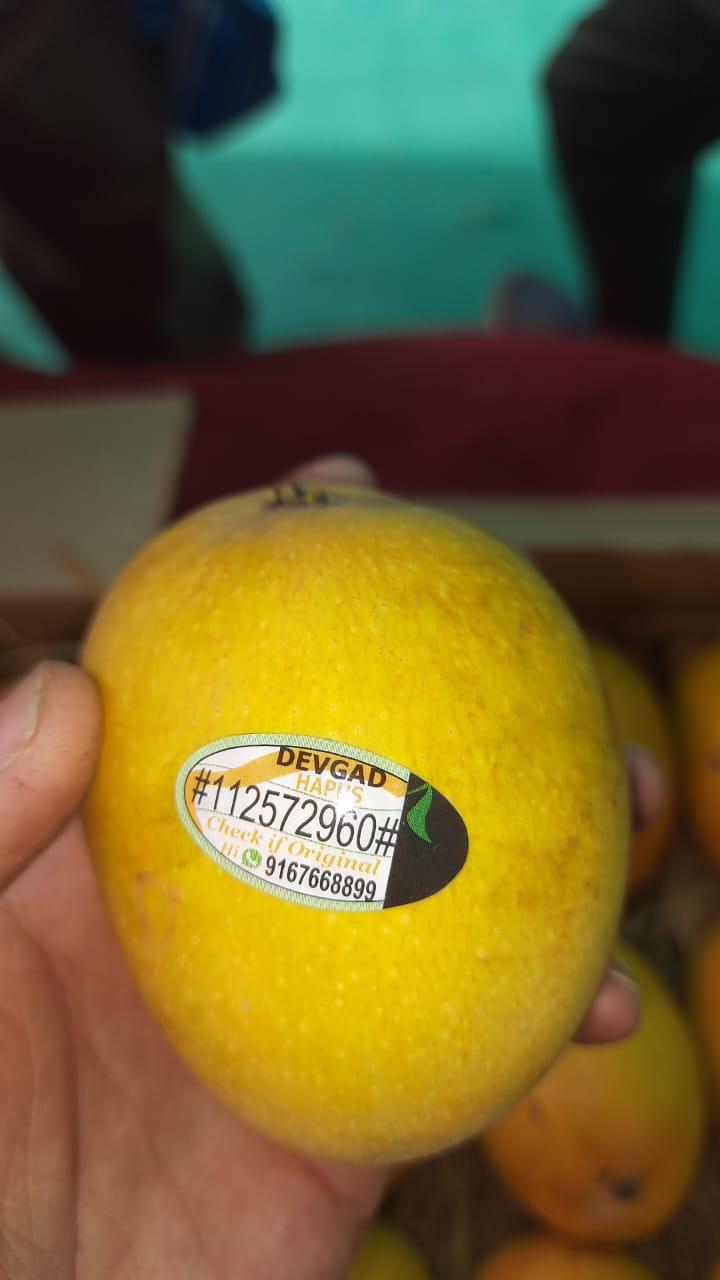 DEVGAD
HAPUS
#112572960#
Check if Original
Hi 9167668899